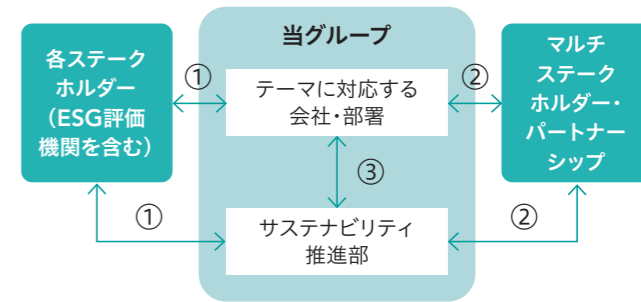 当グループ
各ステーク
ホルダー
（ESG評価
機関を含む）
①
テーマに対応する
会社・部署
②
マルチ
ステーク
ホルダー・
パートナー
シップ
③
①
サステナビリティ
推進部
②